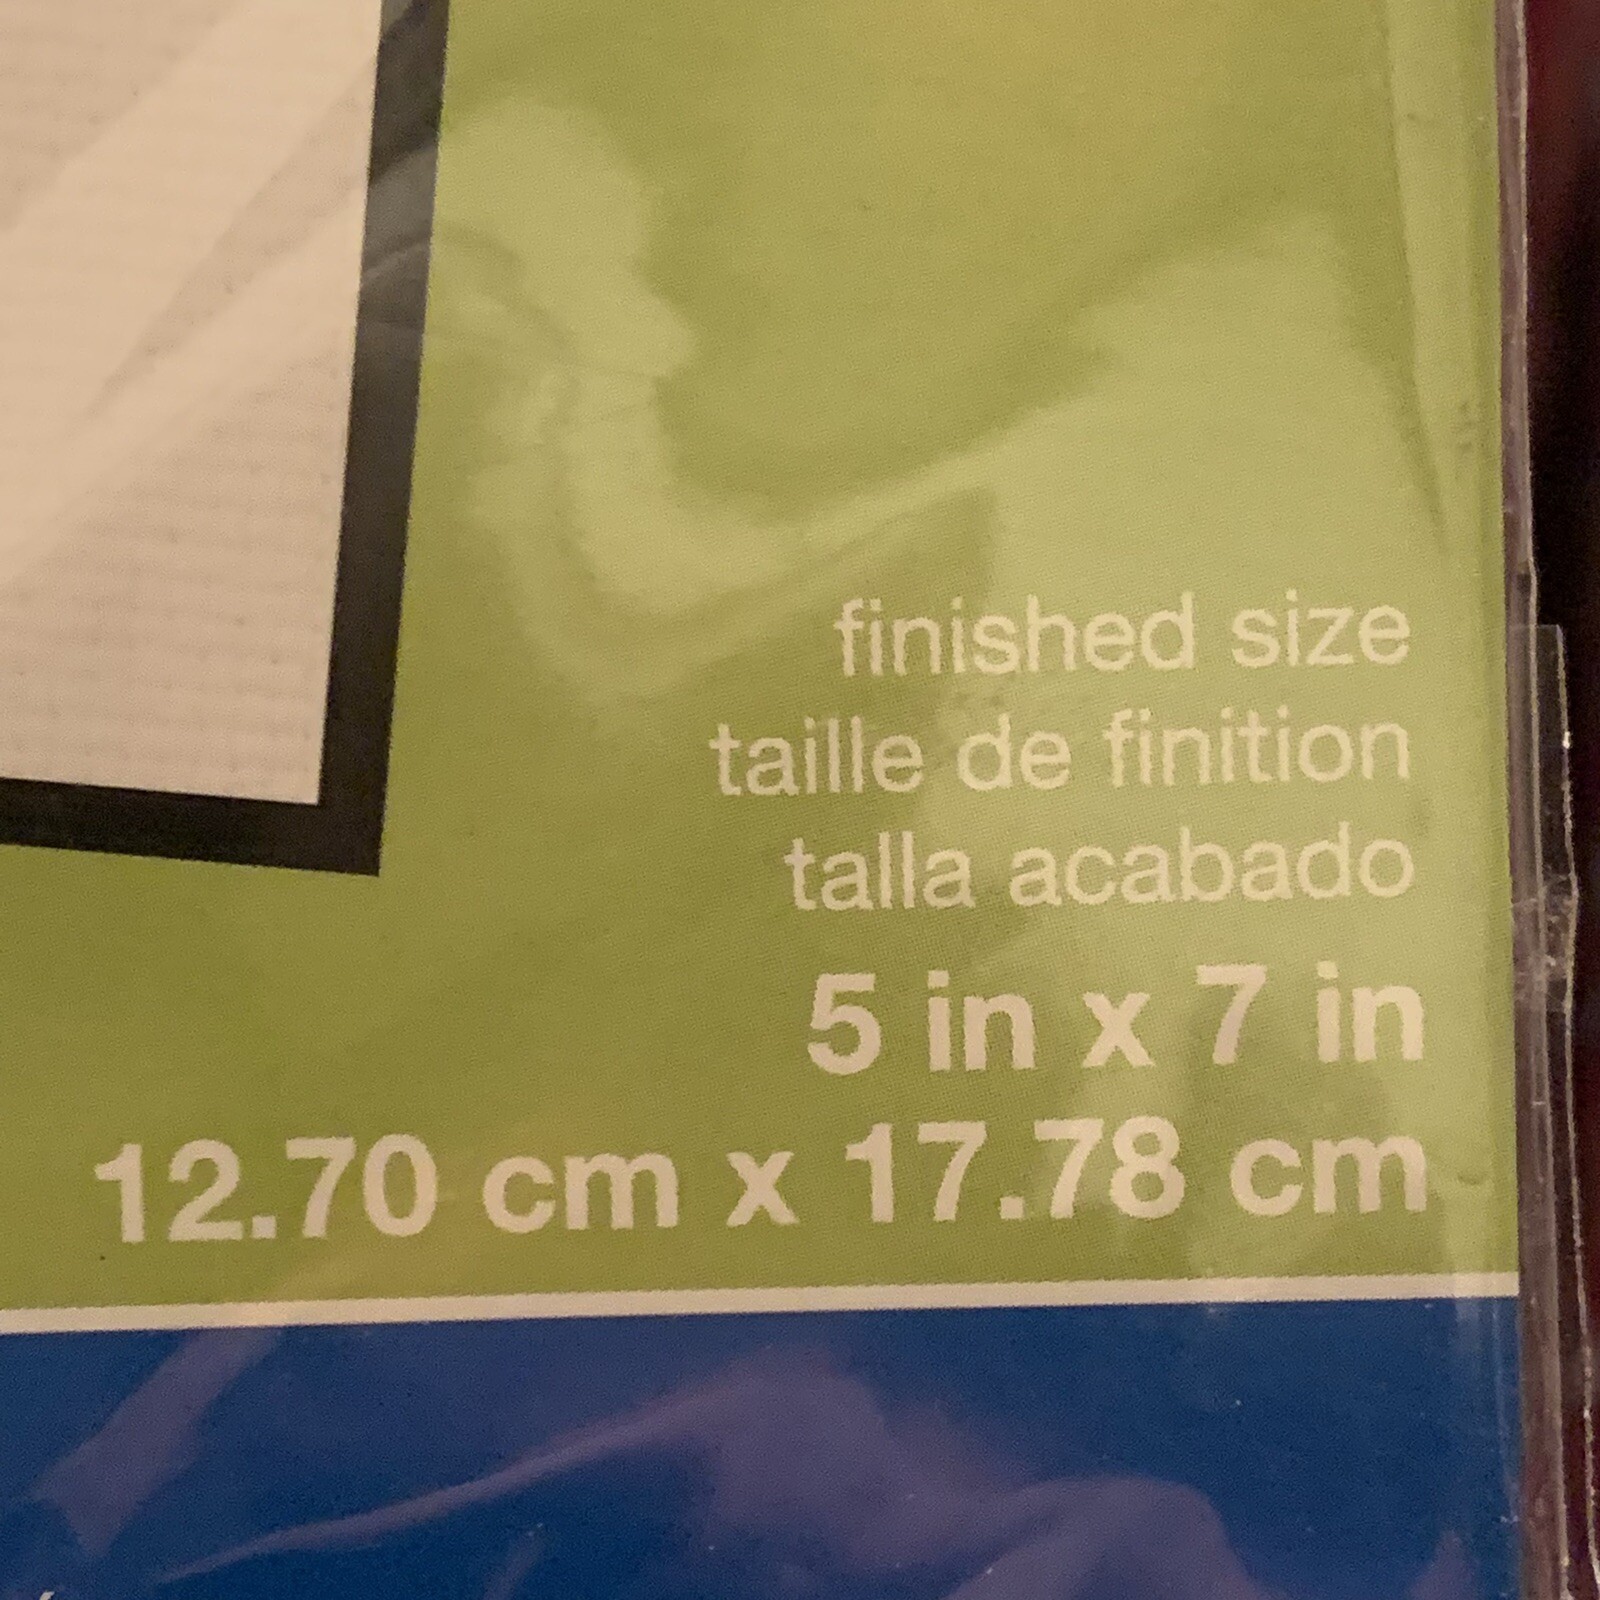 finished size
taille de finition
talla acabado
5 in x 7 in
12.70 cm x 17.78 cm